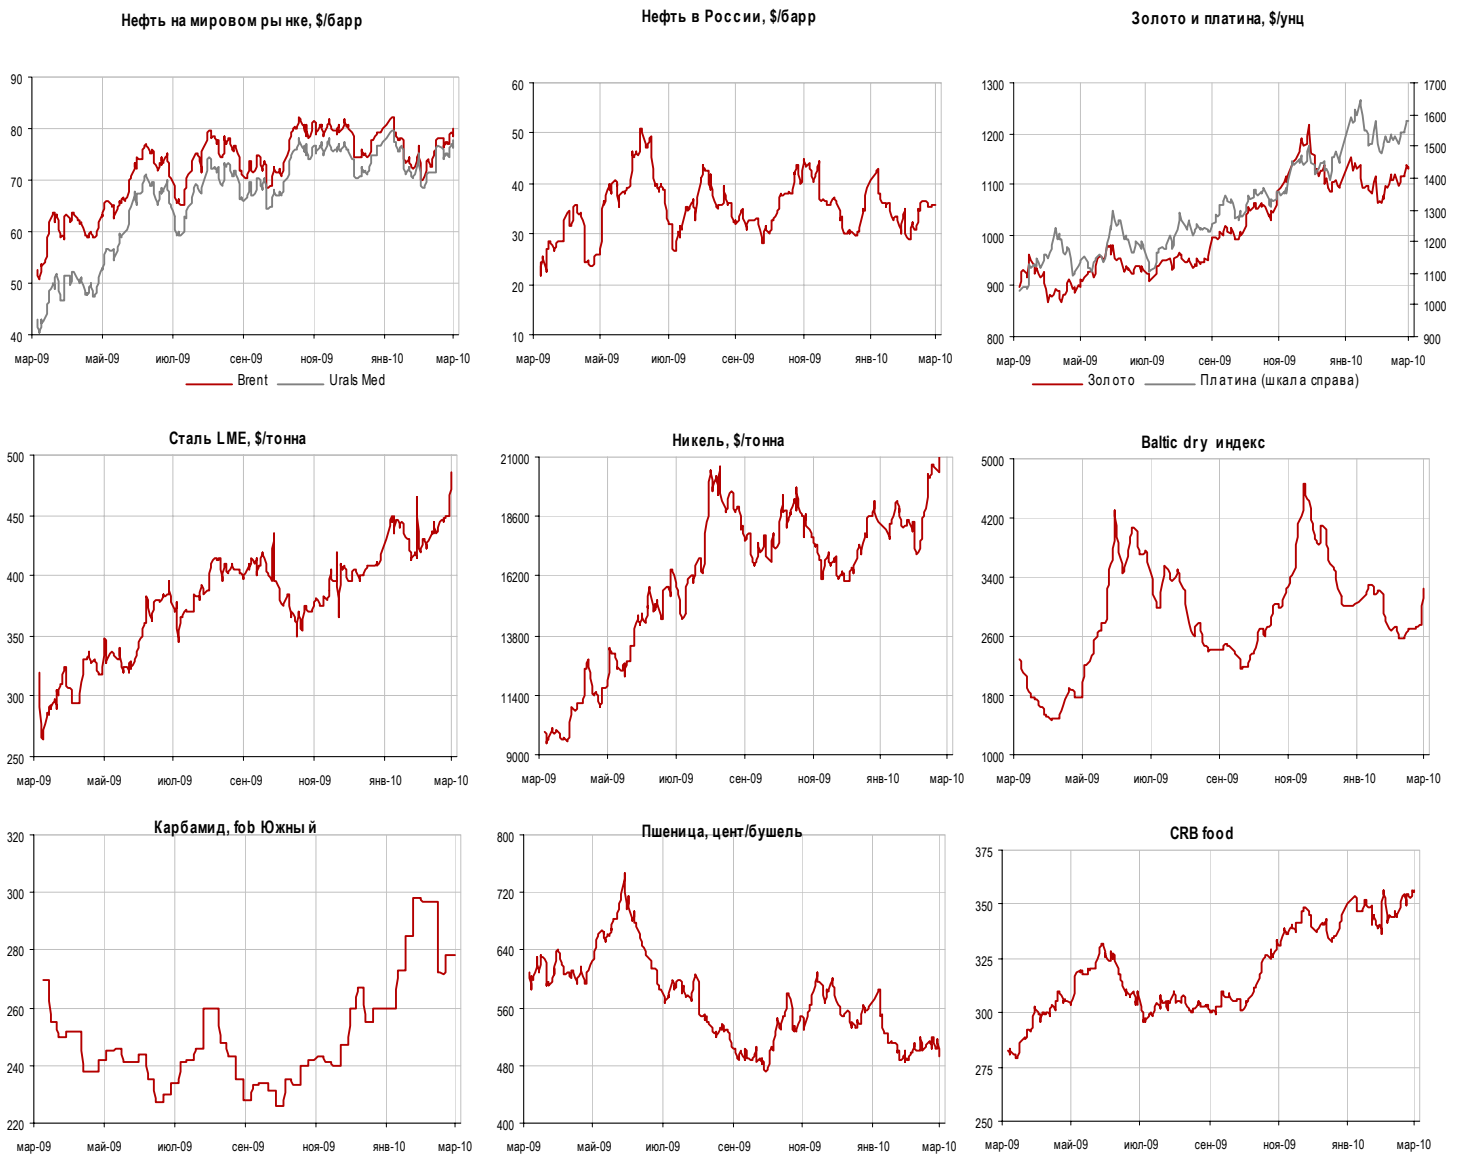 Нефть на мировом рынке, $/барр
90
80
70
60
50
40
мар-09 май-09 июл-09 сен-09 ноя-09 янв-10 мар-10
Brent Urals Med
Нефть в России, $/барр
60
50
40
30
20
10
мар-09 май-09 июл-09 сен-09 ноя-09 янв-10 мар-10
Золото и платина, $/унц
1300 1700
1600
1200 1500
1100 1400
1300
1000 1200
900 1100
1000
800 900
мар-09 май-09 июл-09 сен-09 ноя-09 янв-10 мар-10
Золото Платина (шкала справа)
Сталь LME, $/тонна
500
450
400
350
300
250
мар-09 май-09 июл-09 сен-09 ноя-09 янв-10 мар-10
Никель, $/тонна
21000
18600
16200
13800
11400
9000
мар-09 май-09 июл-09 сен-09 ноя-09 янв-10 мар-10
Baltic dry индекс
5000
4200
3400
2600
1800
1000
мар-09 май-09 июл-09 сен-09 ноя-09 янв-10 мар-10
Карбамид, fob Южный
320
300
280
260
240
220
мар-09 май-09 июл-09 сен-09 ноя-09 янв-10 мар-10
Пшеница, цент/бушель
800
720
640
560
480
400
мар-09 май-09 июл-09 сен-09 ноя-09 янв-10 мар-10
CRB food
375
350
325
300
275
250
мар-09 май-09 июл-09 сен-09 ноя-09 янв-10 мар-10